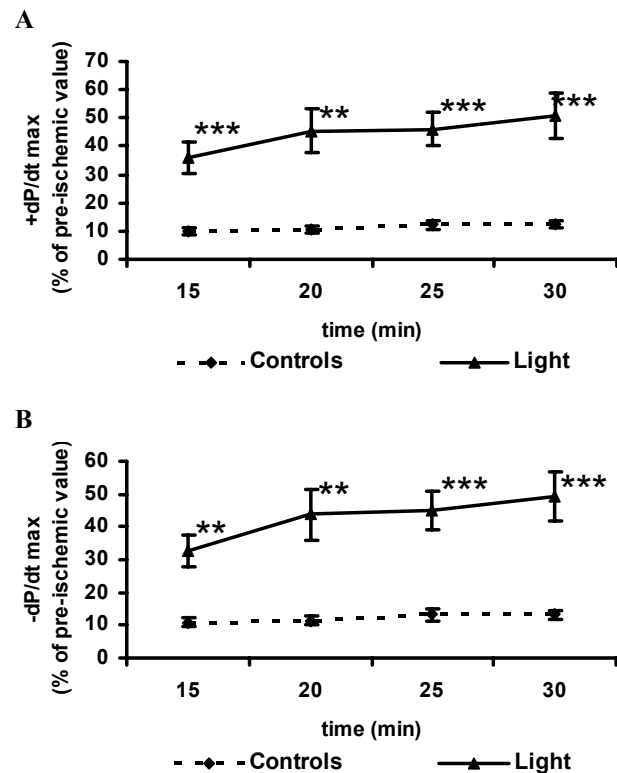 A
+dP/dt max
(% of pre-ischemic value)
70
60
50
40
30
20
10
0
***
**
***
***
15 20 25 30
time (min)
Controls Light
B
-dP/dt max
(% of pre-ischemic value)
60
50
40
30
20
10
0
**
**
***
***
15 20 25 30
time (min)
Controls Light